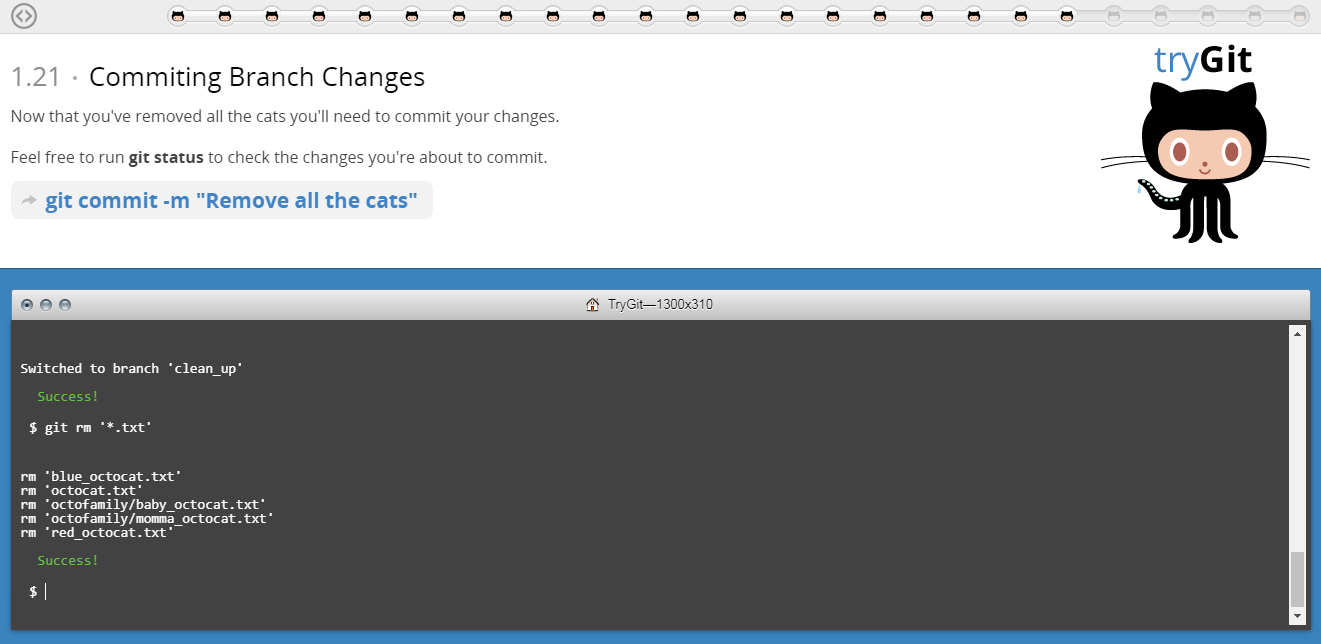 tryGit
1.21 · Commiting Branch Changes
Now that you've removed all the cats you'll need to commit your changes.
Feel free to run git status to check the changes you're about to commit.
git commit -m "Remove all the cats"
TryGit—1300x310
Switched to branch 'clean_up'
Success!
$ git rm '*.txt'
rm 'blue_octocat.txt'
rm 'octocat.txt'
rm 'octofamily/baby_octocat.txt'
rm 'octofamily/momma_octocat.txt'
rm 'red_octocat.txt'
Success!
$